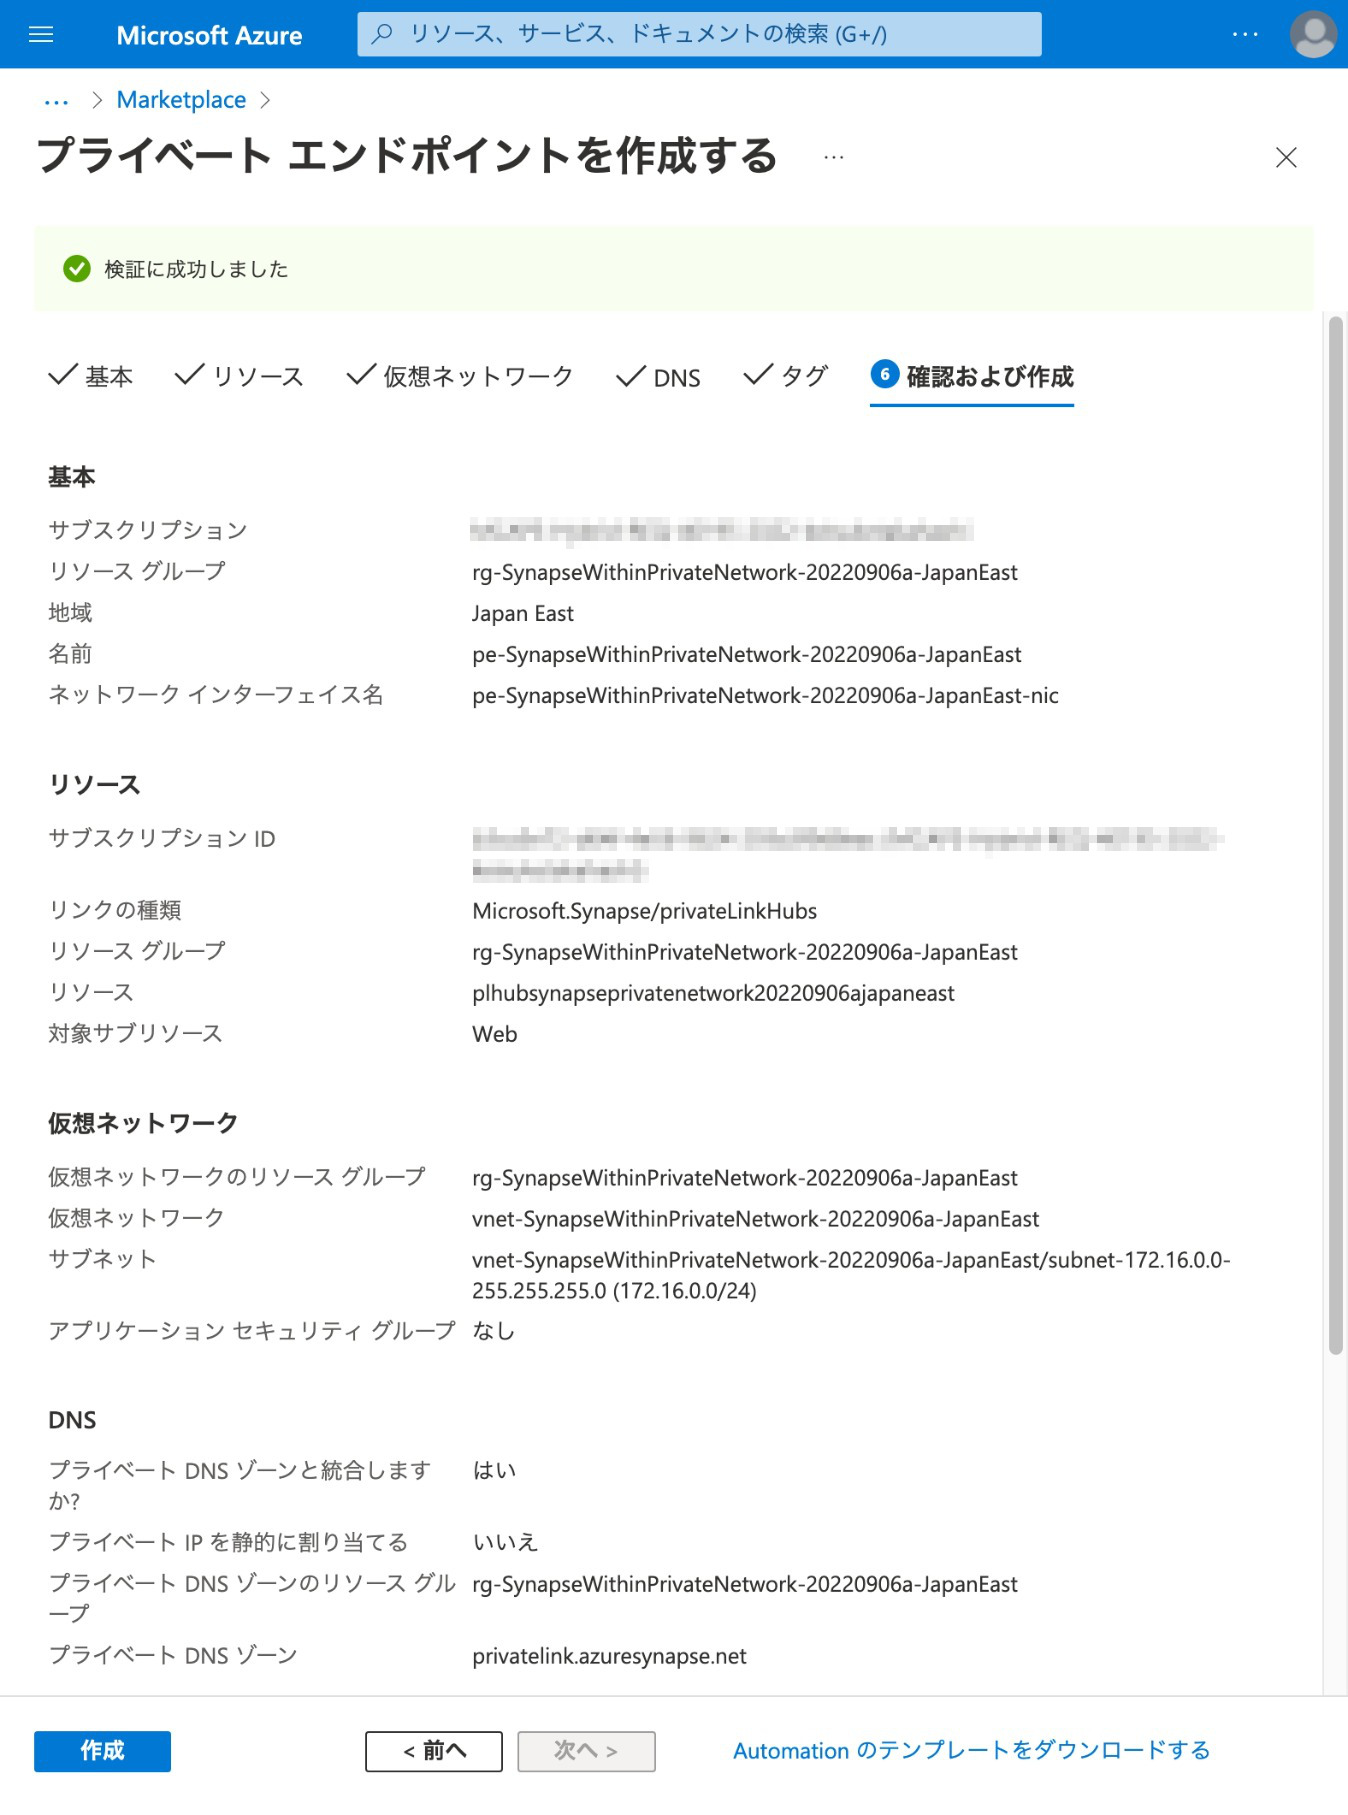 Microsoft Azure
リソース、サービス、ドキュメントの検索 (G+/)
…
… > Marketplace >
プライベート エンドポイントを作成する …
検証に成功しました
基本 リソース 仮想ネットワーク DNS タグ 6 確認および作成
基本
サブスクリプション
リソース グループ rg-SynapseWithinPrivateNetwork-20220906a-JapanEast
地域 Japan East
名前 pe-SynapseWithinPrivateNetwork-20220906a-JapanEast
ネットワーク インターフェイス名 pe-SynapseWithinPrivateNetwork-20220906a-JapanEast-nic
リソース
サブスクリプション ID
リンクの種類 Microsoft.Synapse/privateLinkHubs
リソース グループ rg-SynapseWithinPrivateNetwork-20220906a-JapanEast
リソース plhubsynapseprivatenetwork20220906ajapaneast
対象サブリソース Web
仮想ネットワーク
仮想ネットワークのリソース グループ rg-SynapseWithinPrivateNetwork-20220906a-JapanEast
仮想ネットワーク vnet-SynapseWithinPrivateNetwork-20220906a-JapanEast
サブネット vnet-SynapseWithinPrivateNetwork-20220906a-JapanEast/subnet-172.16.0.0-
255.255.255.0 (172.16.0.0/24)
アプリケーション セキュリティ グループ なし
DNS
プライベート DNS ゾーンと統合します はい
か?
プライベート IP を静的に割り当てる いいえ
プライベート DNS ゾーンのリソース グル rg-SynapseWithinPrivateNetwork-20220906a-JapanEast
ープ
プライベート DNS ゾーン privatelink.azuresynapse.net
作成 < 前へ 次へ > Automation のテンプレートをダウンロードする